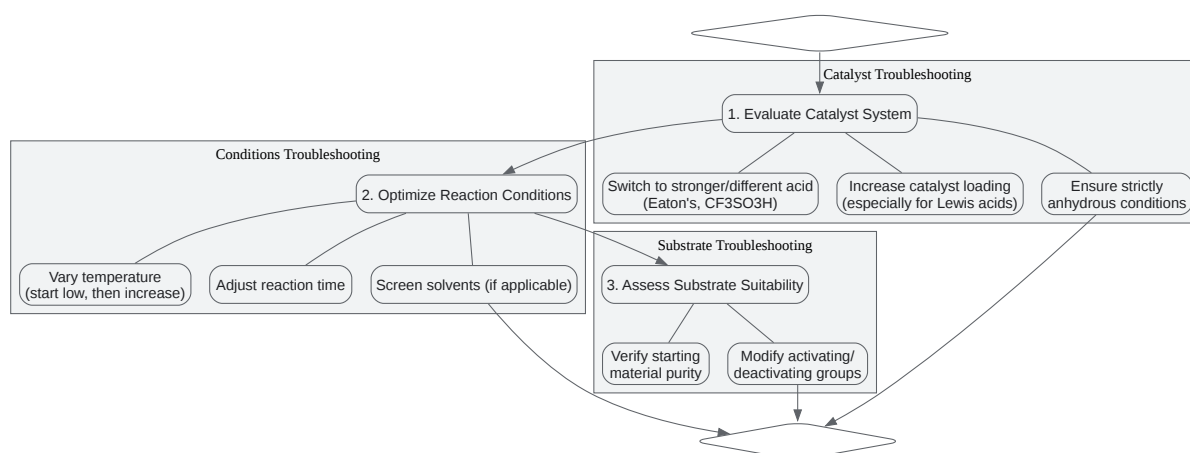 Catalyst Troubleshooting
1. Evaluate Catalyst System
Switch to stronger/different acid
(Eaton's, CF3SO3H)
Increase catalyst loading
(especially for Lewis acids)
Ensure strictly
anhydrous conditions
Conditions Troubleshooting
2. Optimize Reaction Conditions
Vary temperature
(start low, then increase)
Adjust reaction time
Screen solvents (if applicable)
Substrate Troubleshooting
3. Assess Substrate Suitability
Verify starting
material purity
Modify activating/
deactivating groups